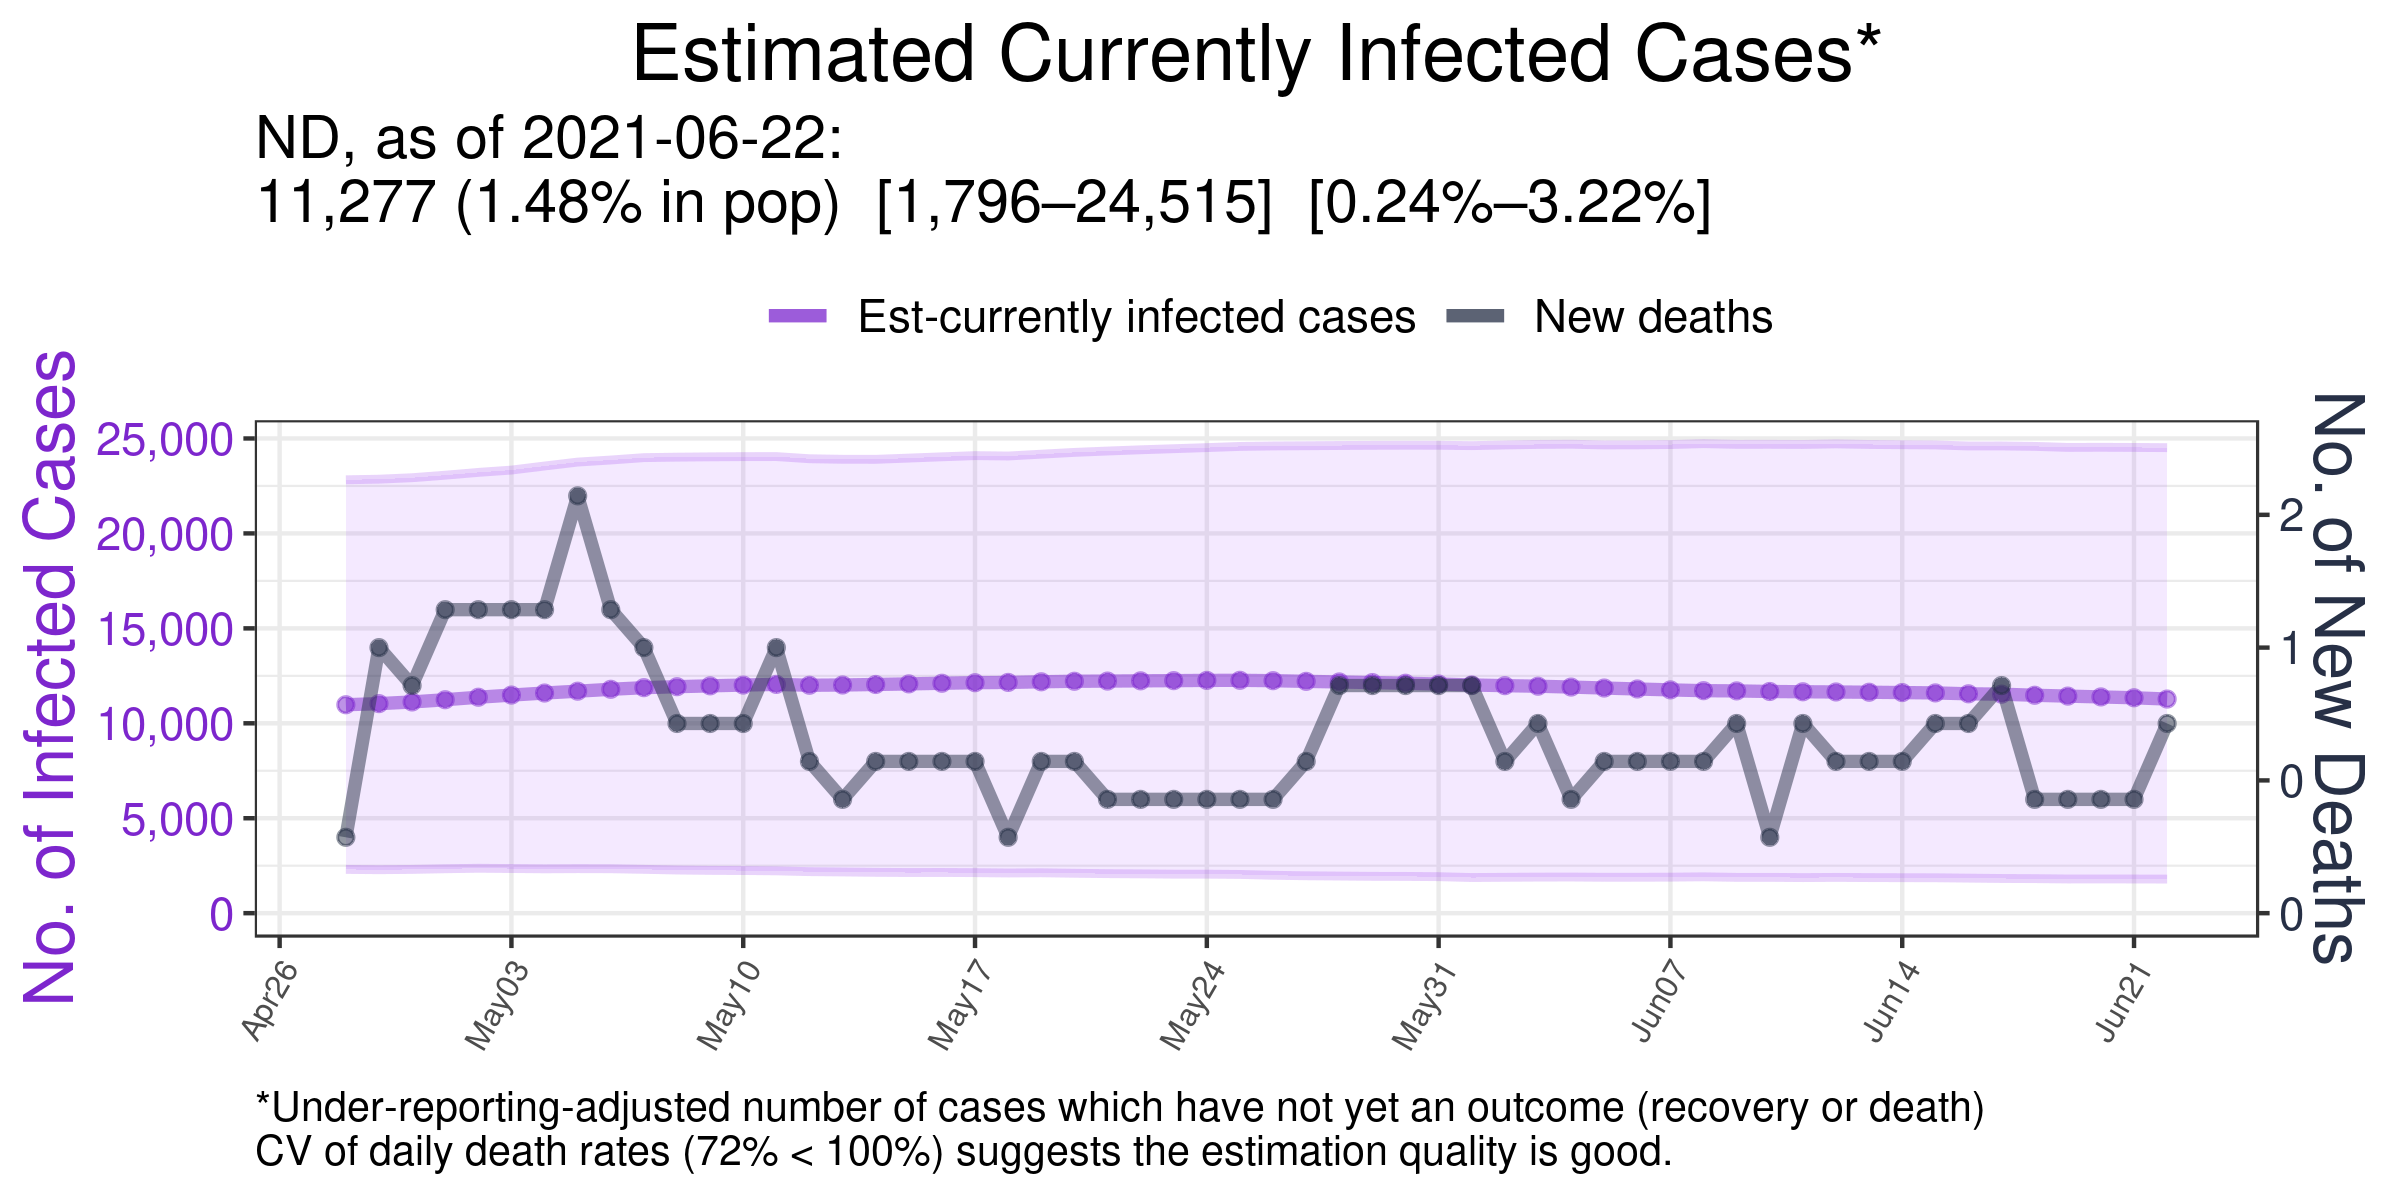 Estimated Currently Infected Cases*
ND, as of 2021-06-22:
11,277 (1.48% in pop) [1,796–24,515] [0.24%–3.22%]
Est-currently infected cases
New deaths
No. of Infected Cases
25,000
20,000
15,000
10,000
5,000
0
No. of New Deaths
2
1
0
0
Apr26
May03
May10
May17
May24
May31
Jun07
Jun14
Jun21
*Under-reporting-adjusted number of cases which have not yet an outcome (recovery or death)
CV of daily death rates (72% < 100%) suggests the estimation quality is good.